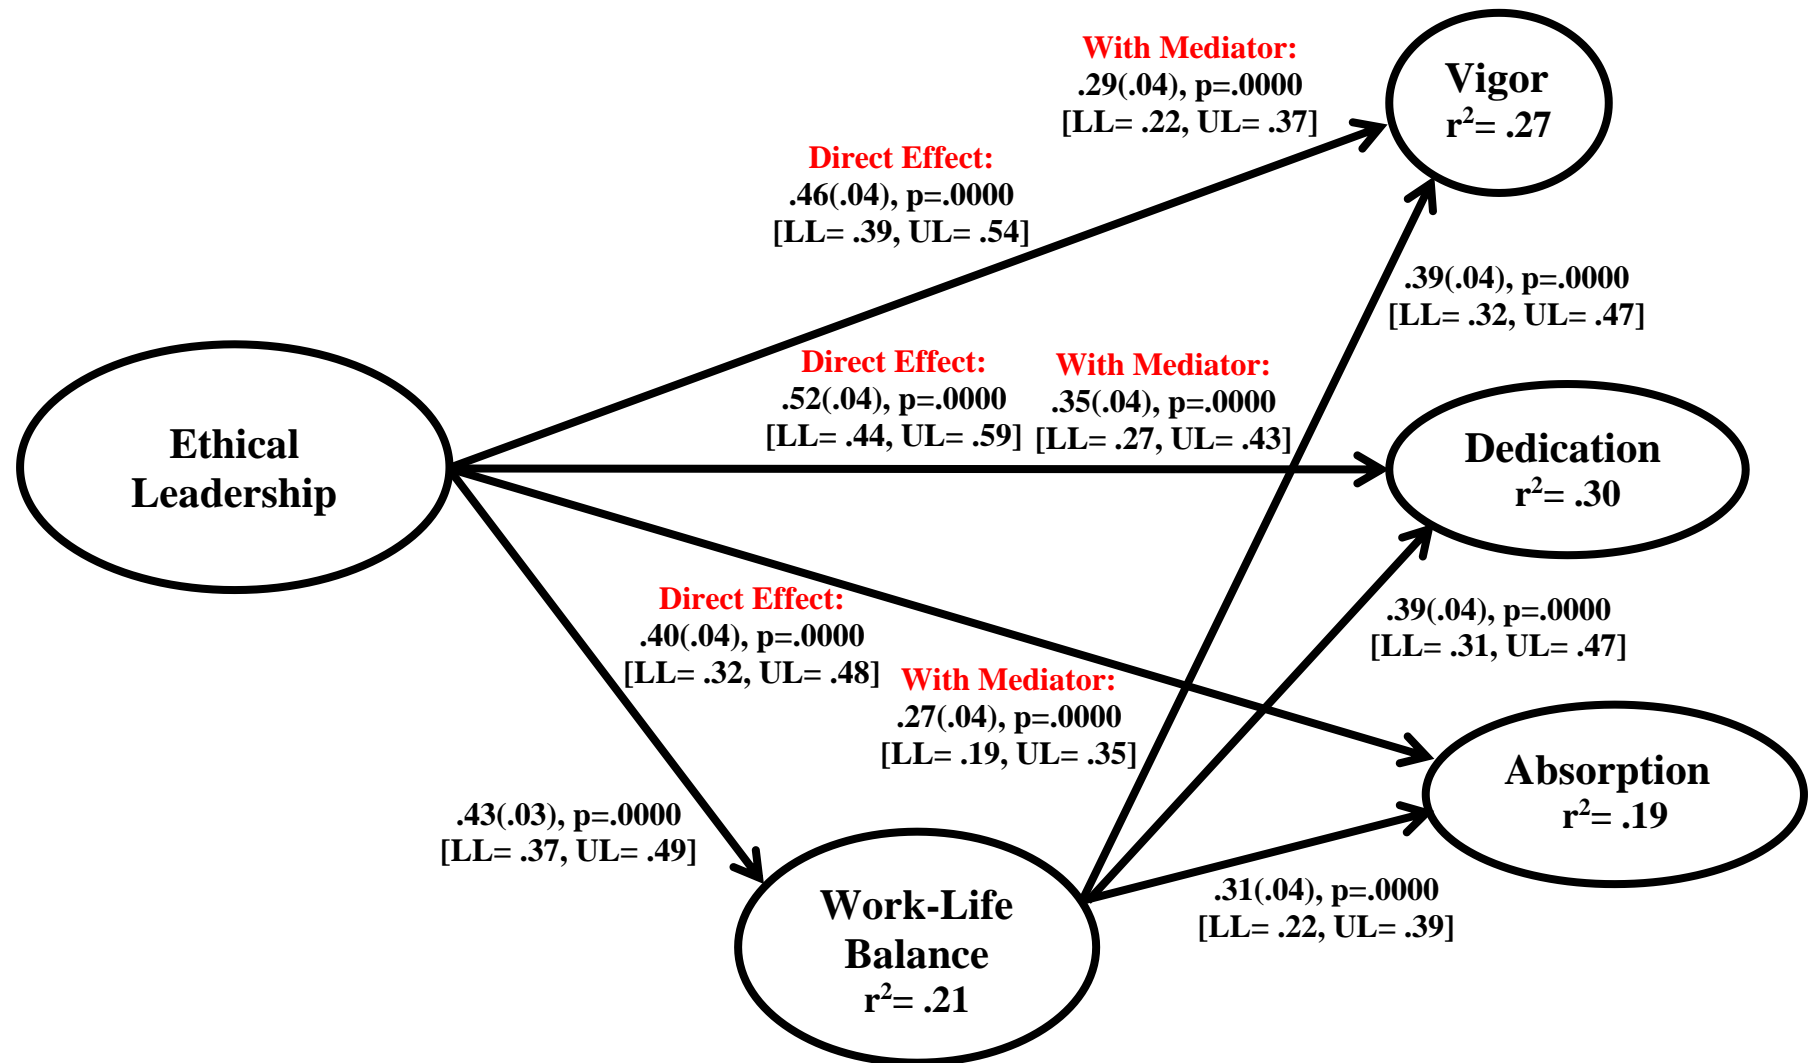 With Mediator:
.29(.04), p=.0000
[LL= .22, UL= .37]
Vigor
r²= .27
Direct Effect:
.46(.04), p=.0000
[LL= .39, UL= .54]
.39(.04), p=.0000
[LL= .32, UL= .47]
Direct Effect:
.52(.04), p=.0000
[LL= .44, UL= .59]
With Mediator:
.35(.04), p=.0000
[LL= .27, UL= .43]
Ethical
Leadership
Dedication
r²= .30
Direct Effect:
.40(.04), p=.0000
[LL= .32, UL= .48]
.39(.04), p=.0000
[LL= .31, UL= .47]
With Mediator:
.27(.04), p=.0000
[LL= .19, UL= .35]
Absorption
r²= .19
.43(.03), p=.0000
[LL= .37, UL= .49]
Work-Life
Balance
r²= .21
.31(.04), p=.0000
[LL= .22, UL= .39]